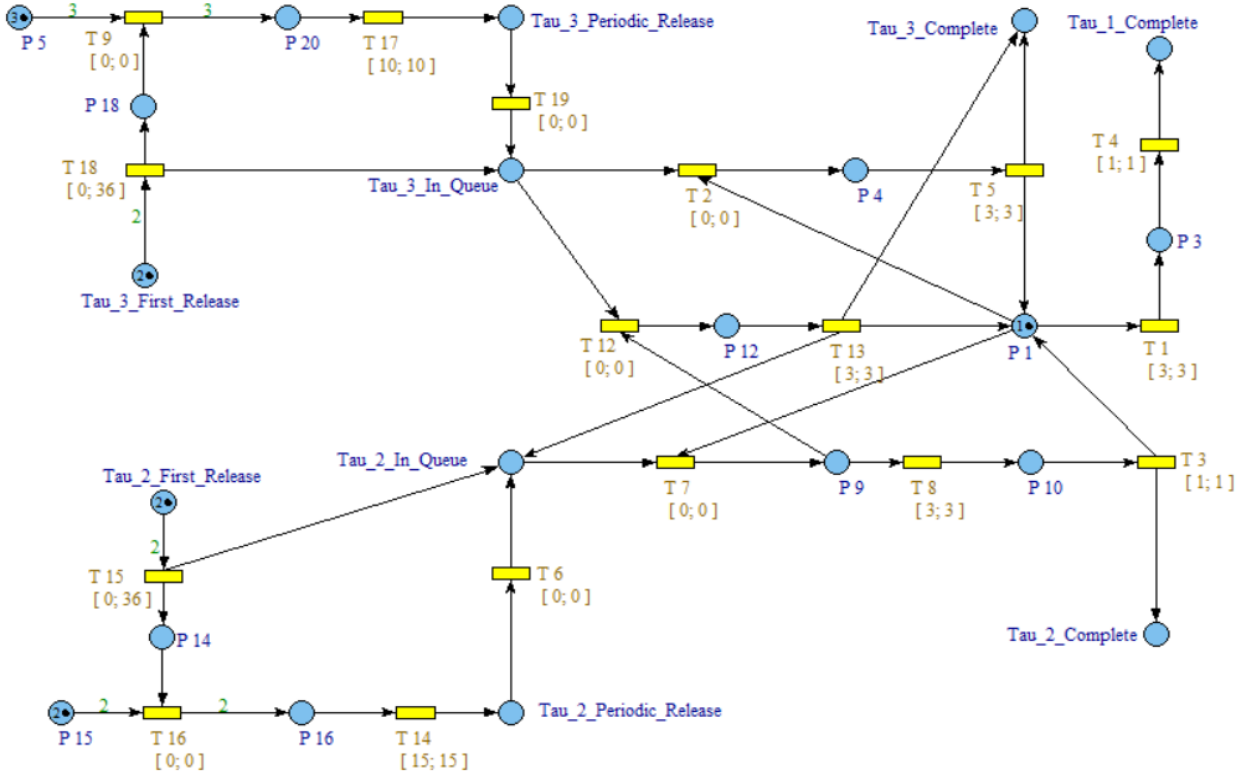 3
3
3
Tau_3_Periodic_Release
Tau_3_Complete
Tau_1_Complete
P 5
T 9
[ 0; 0 ]
P 20
T 17
[ 10; 10 ]
P 18
T 19
[ 0; 0 ]
T 4
[ 1; 1 ]
T 18
[ 0; 36 ]
Tau_3_In_Queue
T 2
[ 0; 0 ]
P 4
T 5
[ 3; 3 ]
2
P 3
2
Tau_3_First_Release
T 12
[ 0; 0 ]
P 12
T 13
[ 3; 3 ]
1
P 1
T 1
[ 3; 3 ]
Tau_2_First_Release
2
Tau_2_In_Queue
T 7
[ 0; 0 ]
P 9
T 8
[ 3; 3 ]
P 10
T 3
[ 1; 1 ]
2
T 15
[ 0; 36 ]
T 6
[ 0; 0 ]
P 14
Tau_2_Complete
2
2
2
P 15
T 16
[ 0; 0 ]
P 16
T 14
[ 15; 15 ]
Tau_2_Periodic_Release